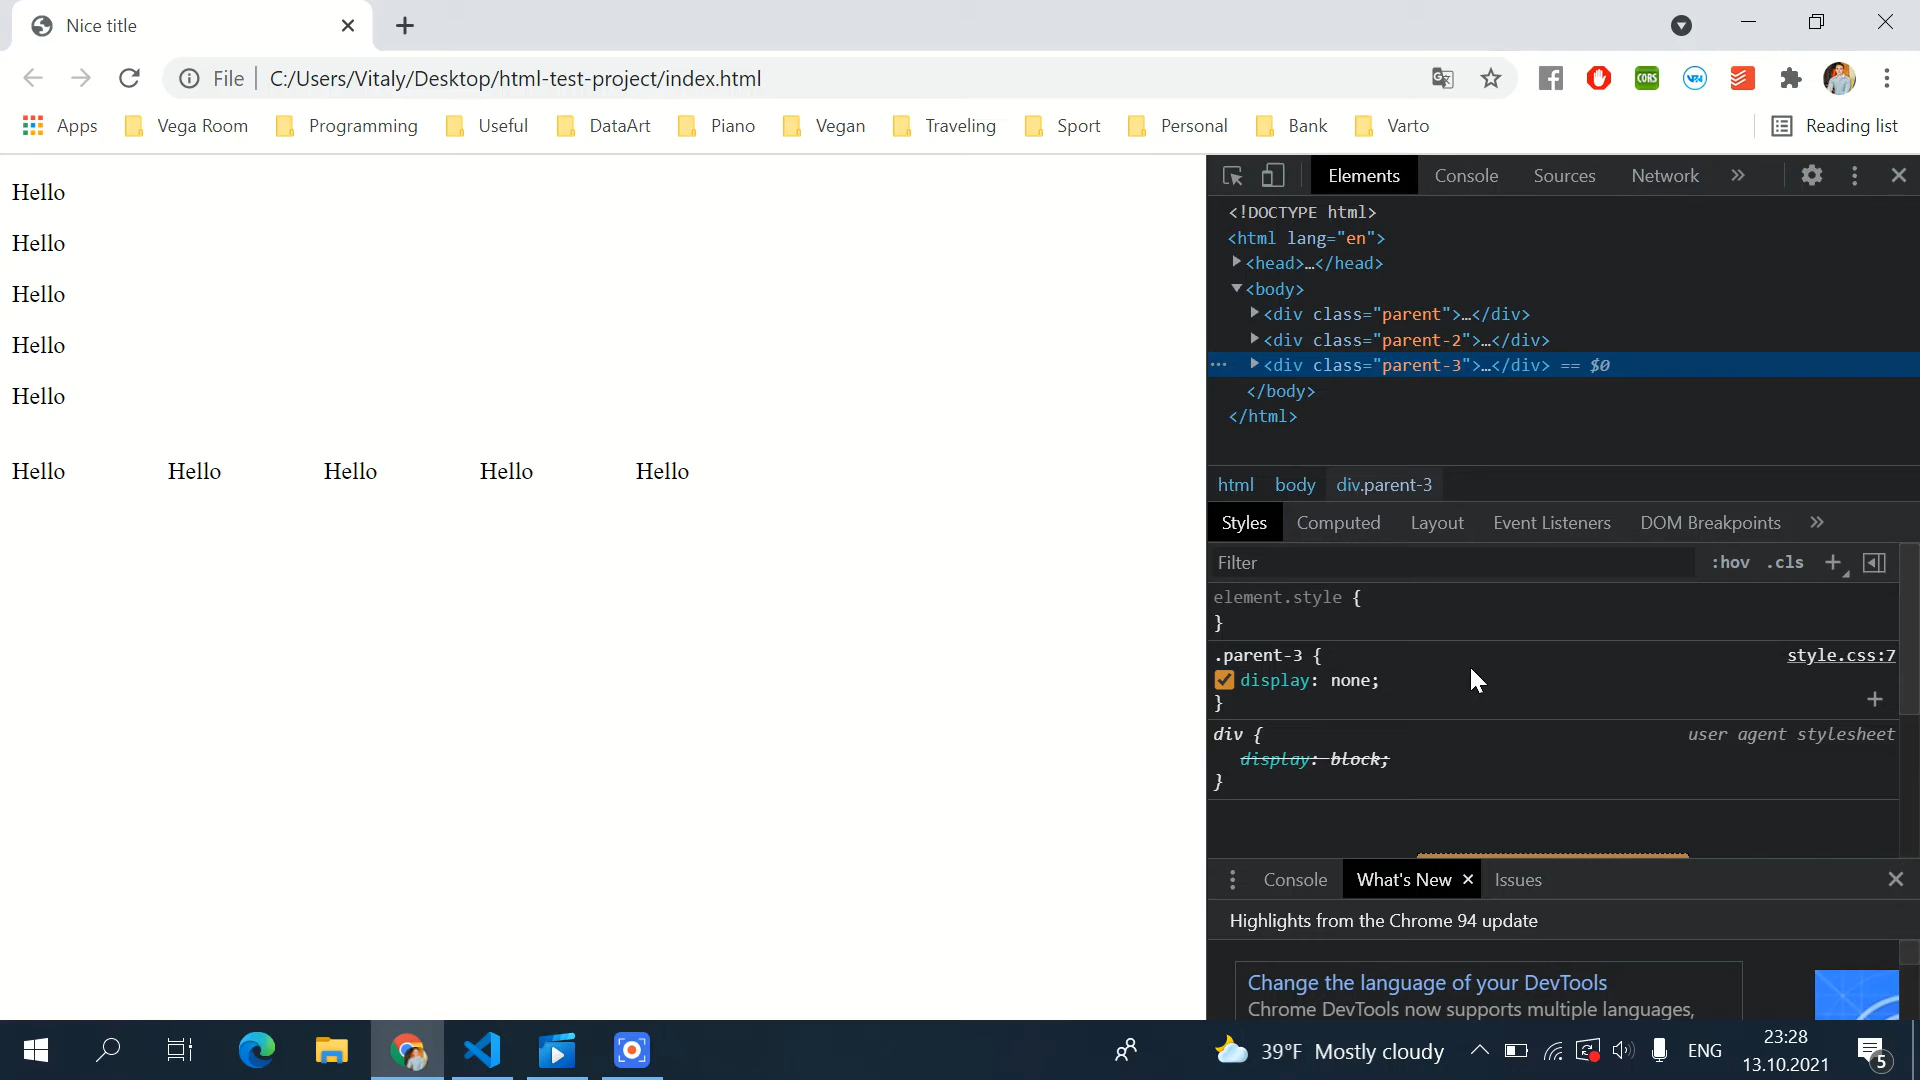 Nice title
File C:/Users/Vitaly/Desktop/html-test-project/index.html
CORS
Apps Vega Room Programming Useful DataArt Piano Vegan Traveling Sport Personal Bank Varto Reading list
Hello
Hello
Hello
Hello
Hello
Hello Hello Hello Hello Hello
Elements Console Sources Network »
<!DOCTYPE html>
<html lang="en">
<head>…</head>
<body>
<div class="parent">…</div>
<div class="parent-2">…</div>
<div class="parent-3">…</div> == $0
</body>
</html>
html body div.parent-3
Styles Computed Layout Event Listeners DOM Breakpoints »
Filter :hov .cls +
element.style {
}
.parent-3 { style.css:7
display: none;
}
div { user agent stylesheet
display: block;
}
Console What's New × Issues
Highlights from the Chrome 94 update
Change the language of your DevTools
Chrome DevTools now supports multiple languages,
39°F Mostly cloudy ENG 23:28
13.10.2021 5